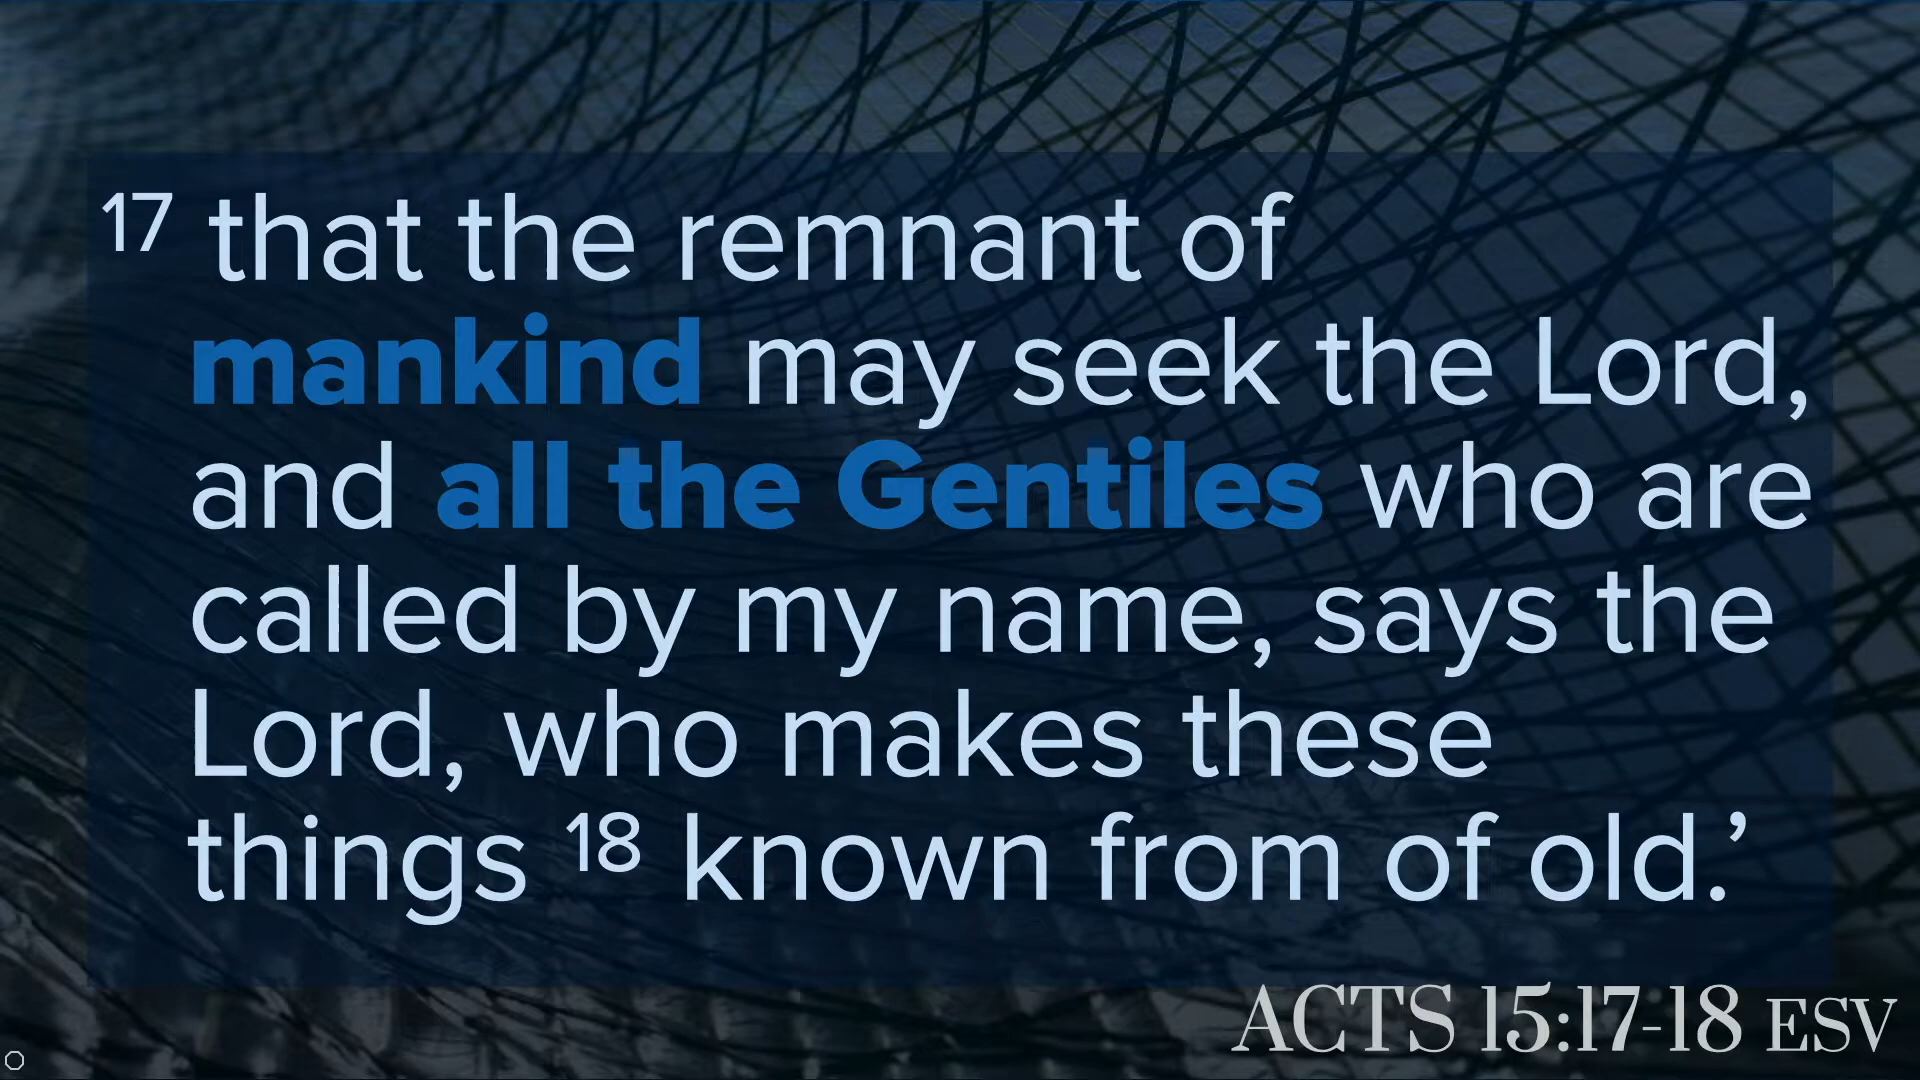 17 that the remnant of
mankind may seek the Lord,
and all the Gentiles who are
called by my name, says the
Lord, who makes these
things 18 known from of old.’
ACTS 15:17-18 ESV